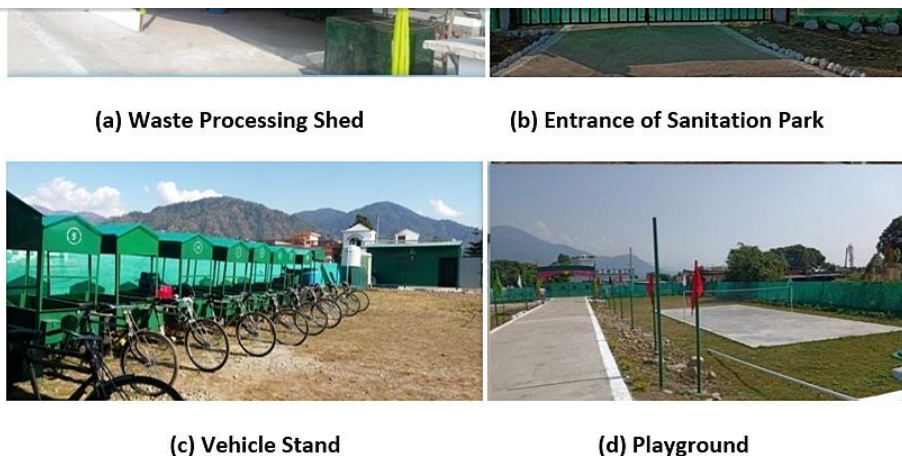 (a) Waste Processing Shed
(b) Entrance of Sanitation Park
(c) Vehicle Stand
(d) Playground